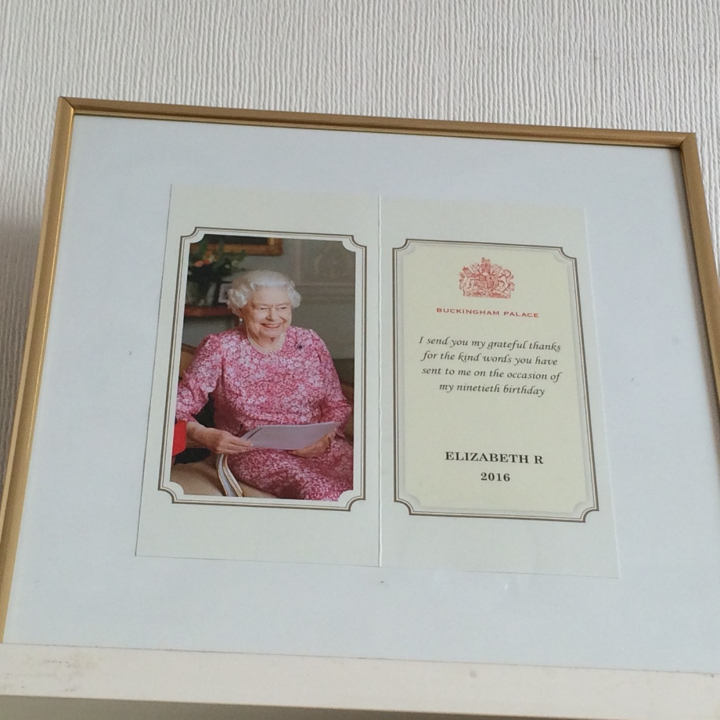 BUCKINGHAM PALACE
I send you my grateful thanks
for the kind words you have
sent to me on the occasion of
my ninetieth birthday
ELIZABETH R
2016